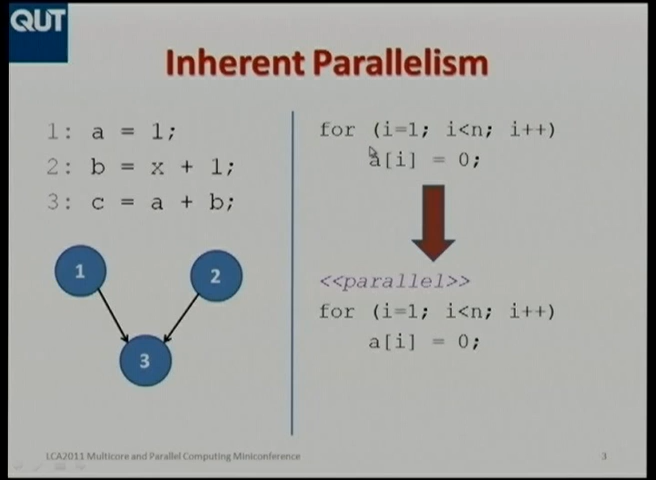 QUT
Inherent Parallelism
1: a = 1;
2: b = x + 1;
3: c = a + b;
1
2
3
for (i=1; i<n; i++)
a[i] = 0;
<<parallel>>
for (i=1; i<n; i++)
a[i] = 0;
LCA2011 Multicore and Parallel Computing Miniconference
3